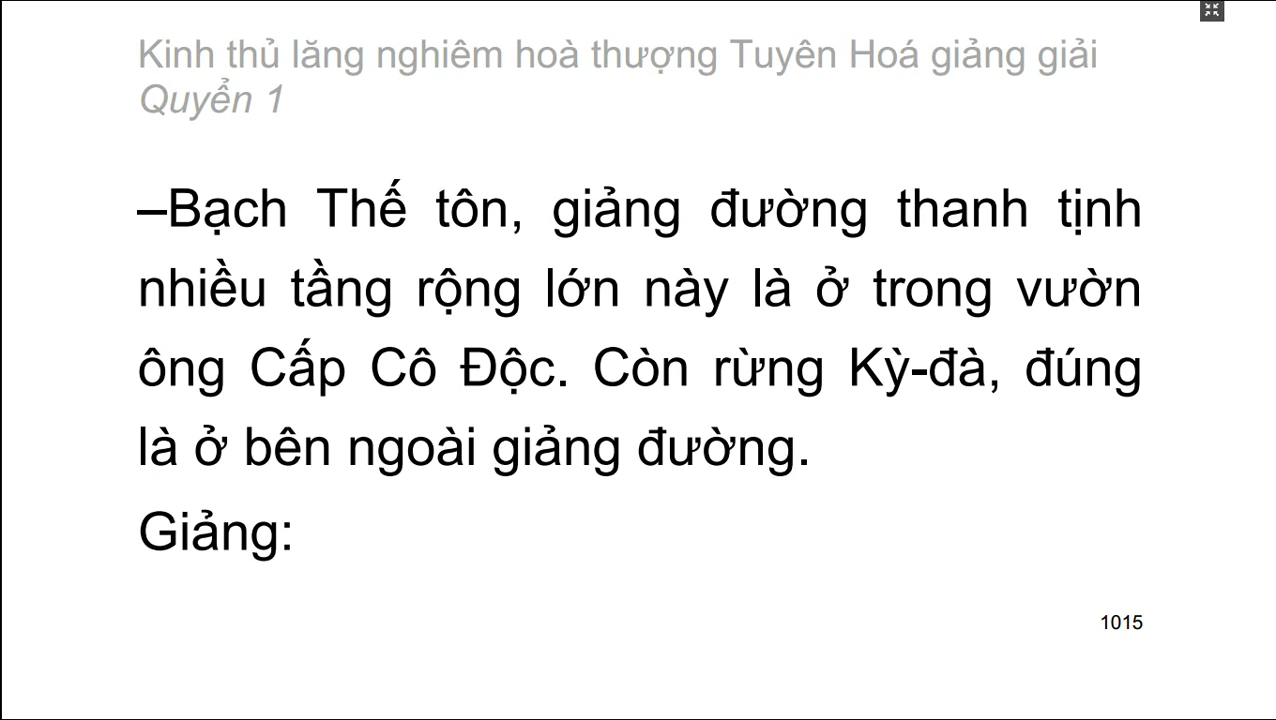 Kinh thủ lăng nghiêm hoà thượng Tuyên Hoá giảng giải
Quyển 1
–Bạch Thế tôn, giảng đường thanh tịnh
nhiều tầng rộng lớn này là ở trong vườn
ông Cấp Cô Độc. Còn rừng Kỳ-đà, đúng
là ở bên ngoài giảng đường.
Giảng:
1015